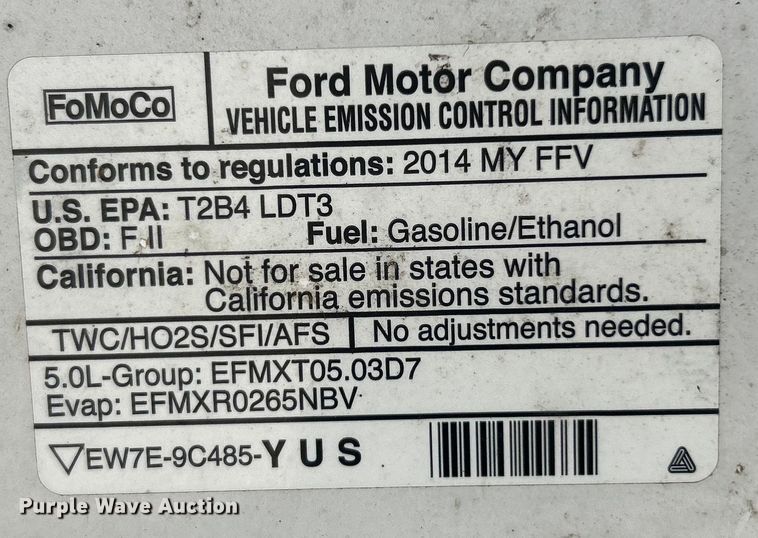 FoMoCo
Ford Motor Company
VEHICLE EMISSION CONTROL INFORMATION
Conforms to regulations: 2014 MY FFV
U.S. EPA: T2B4 LDT3
OBD: F II Fuel: Gasoline/Ethanol
California: Not for sale in states with
California emissions standards.
TWC/HO2S/SFI/AFS No adjustments needed.
5.0L-Group: EFMXT05.03D7
Evap: EFMXR0265NBV
EW7E-9C485-YUS
Purple Wave Auction